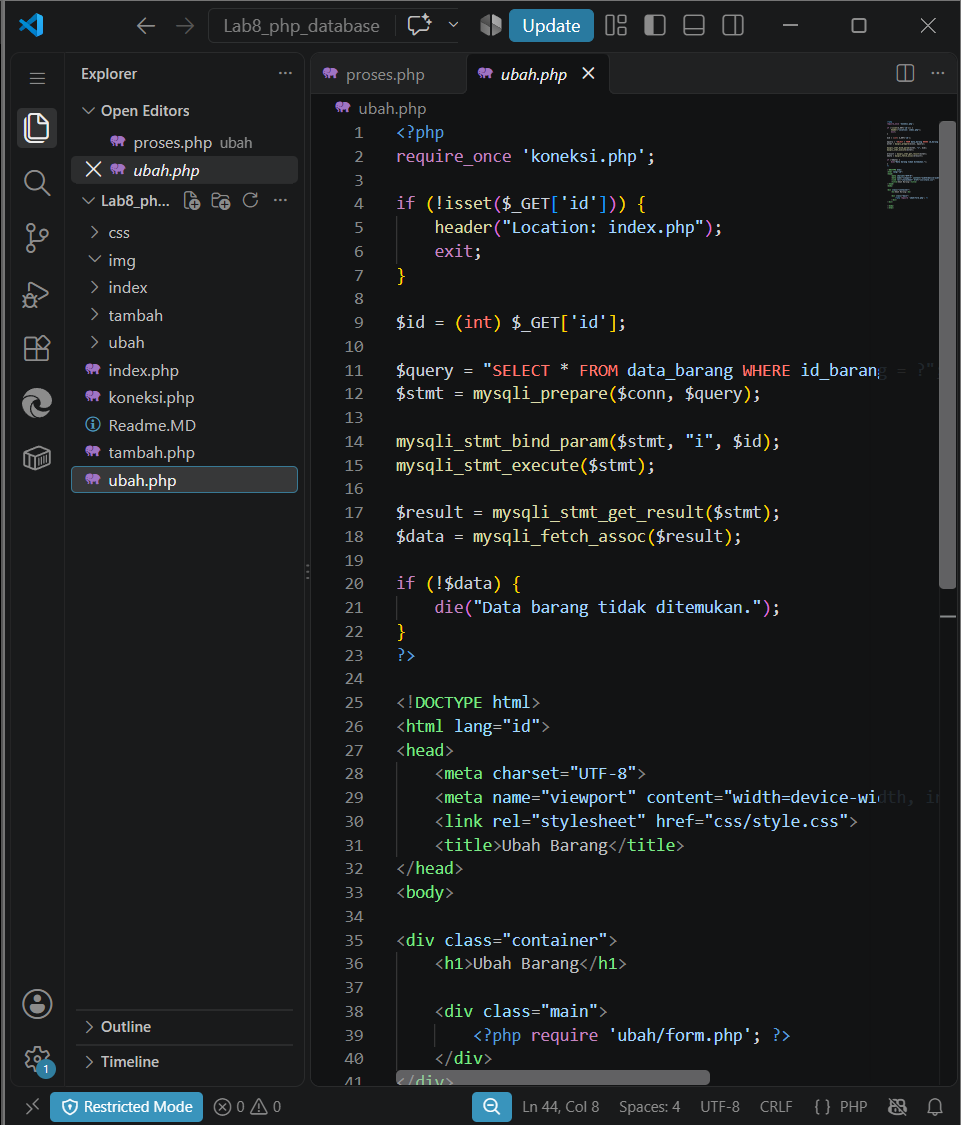 Lab8_php_database
Update
Explorer
Open Editors
proses.php ubah
ubah.php
Lab8_ph...
css
img
index
tambah
ubah
index.php
koneksi.php
Readme.MD
tambah.php
ubah.php
Outline
Timeline
proses.php
ubah.php
ubah.php
1 <?php
2 require_once 'koneksi.php';
3
4 if (!isset($_GET['id'])) {
5 header("Location: index.php");
6 exit;
7 }
8
9 $id = (int) $_GET['id'];
10
11 $query = "SELECT * FROM data_barang WHERE id_barang = ?"
12 $stmt = mysqli_prepare($conn, $query);
13
14 mysqli_stmt_bind_param($stmt, "i", $id);
15 mysqli_stmt_execute($stmt);
16
17 $result = mysqli_stmt_get_result($stmt);
18 $data = mysqli_fetch_assoc($result);
19
20 if (!$data) {
21 die("Data barang tidak ditemukan.");
22 }
23 ?>
24
25 <!DOCTYPE html>
26 <html lang="id">
27 <head>
28 <meta charset="UTF-8">
29 <meta name="viewport" content="width=device-width, in
30 <link rel="stylesheet" href="css/style.css">
31 <title>Ubah Barang</title>
32 </head>
33 <body>
34
35 <div class="container">
36 <h1>Ubah Barang</h1>
37
38 <div class="main">
39 <?php require 'ubah/form.php'; ?>
40 </div>
41 </div>
1
Restricted Mode
0
0
Ln 44, Col 8
Spaces: 4
UTF-8
CRLF
{ } PHP